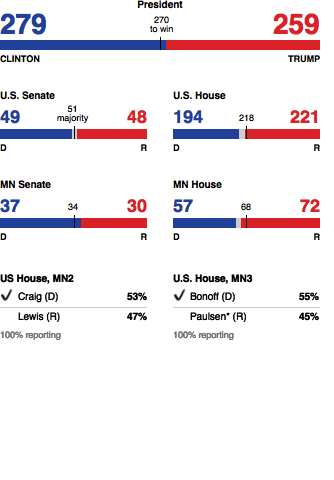 President
279
270
to win
259
CLINTON
TRUMP
U.S. Senate
49
51
majority
48
D
R
U.S. House
194
218
221
D
R
MN Senate
37
34
30
D
R
MN House
57
68
72
D
R
US House, MN2
✓ Craig (D) 53%
Lewis (R) 47%
100% reporting
U.S. House, MN3
✓ Bonoff (D) 55%
Paulsen* (R) 45%
100% reporting